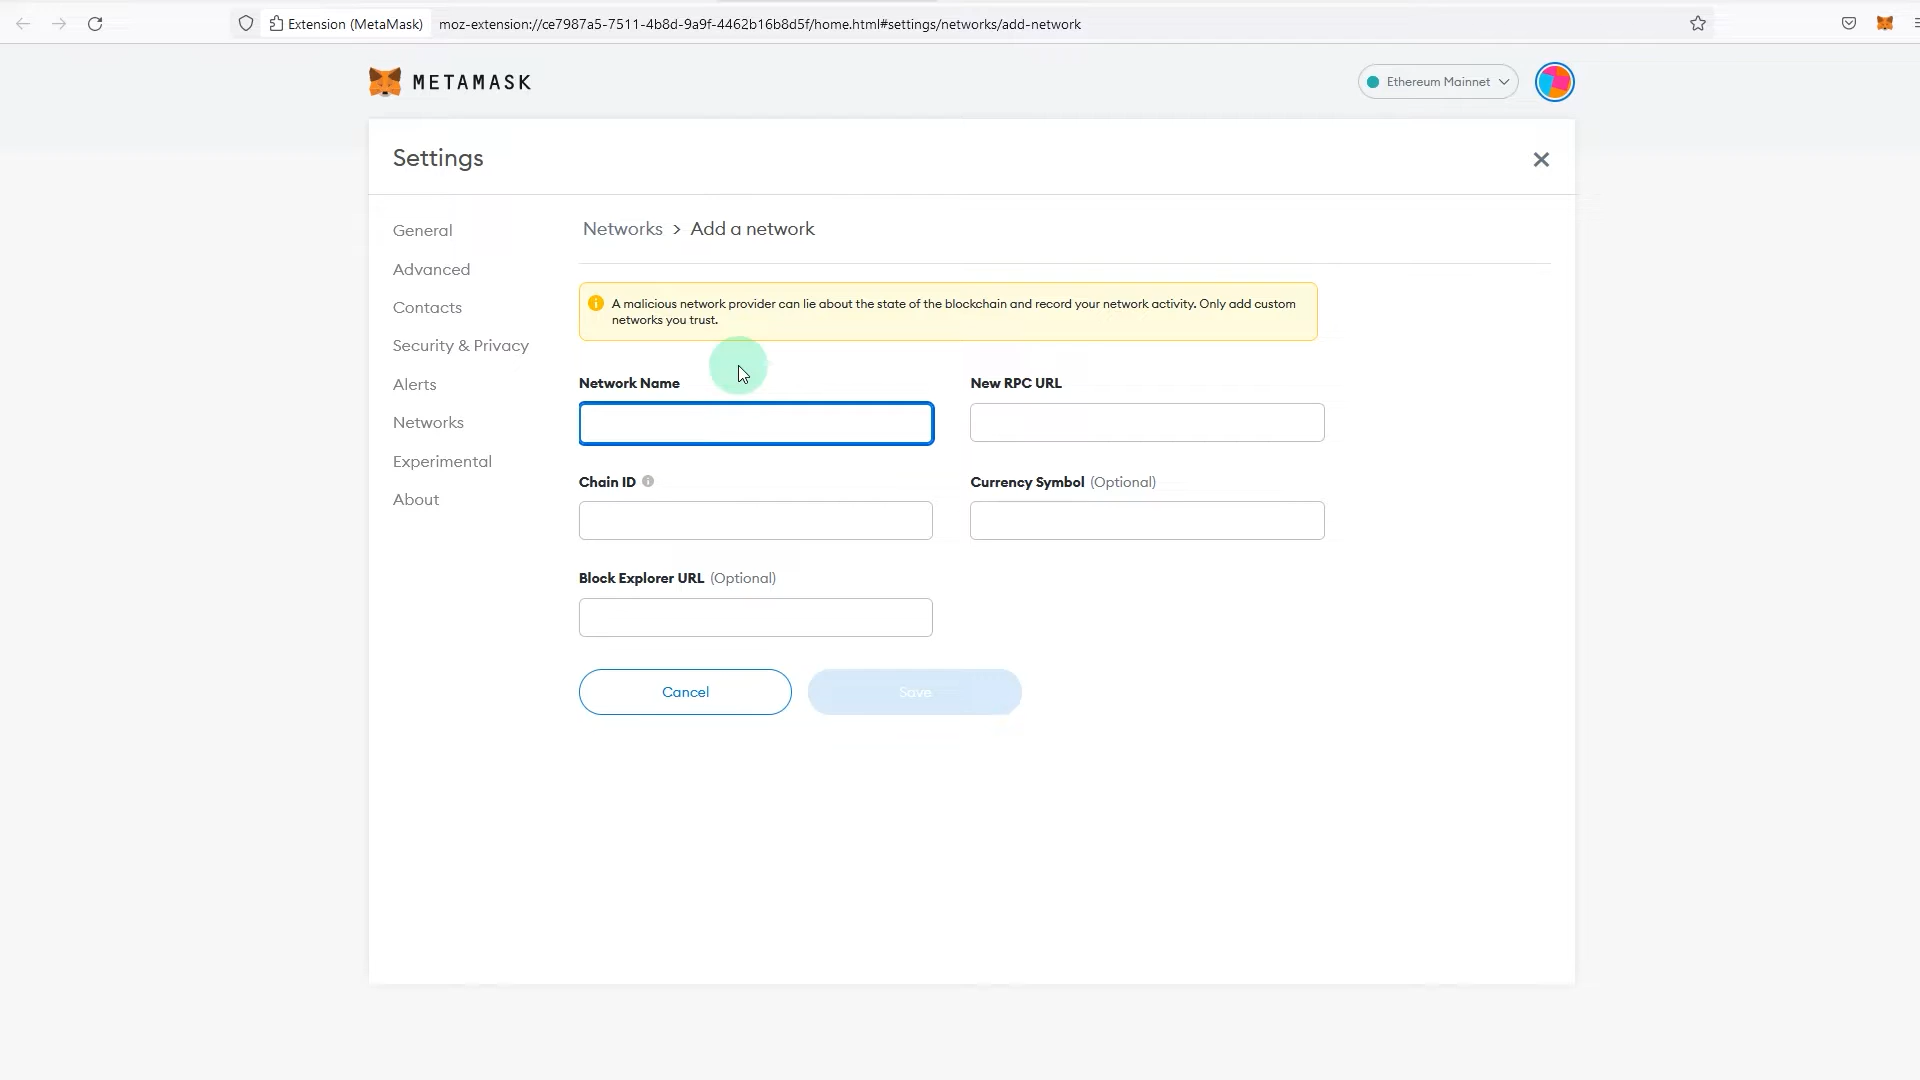 Extension (MetaMask) moz-extension://ce7987a5-7511-4b8d-9a9f-4462b16b8d5f/home.html#settings/networks/add-network
METAMASK
Ethereum Mainnet
Settings
General
Advanced
Contacts
Security & Privacy
Alerts
Networks
Experimental
About
Networks > Add a network
A malicious network provider can lie about the state of the blockchain and record your network activity. Only add custom
networks you trust.
Network Name
New RPC URL
Chain ID
Currency Symbol (Optional)
Block Explorer URL (Optional)
Cancel
Save